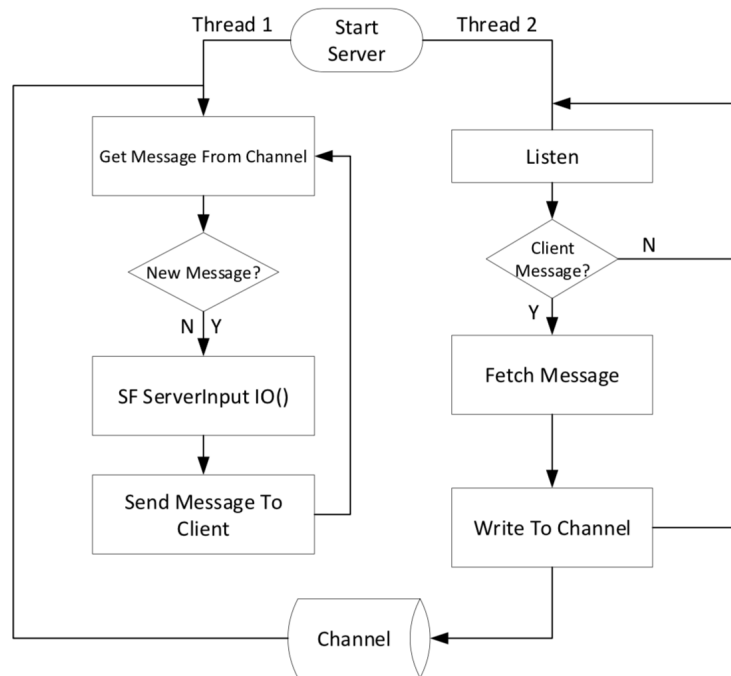 Thread 1
Start
Server
Thread 2
Get Message From Channel
Listen
New Message?
Client
Message?
N
N Y
Y
SF ServerInput IO()
Fetch Message
Send Message To
Client
Write To Channel
Channel